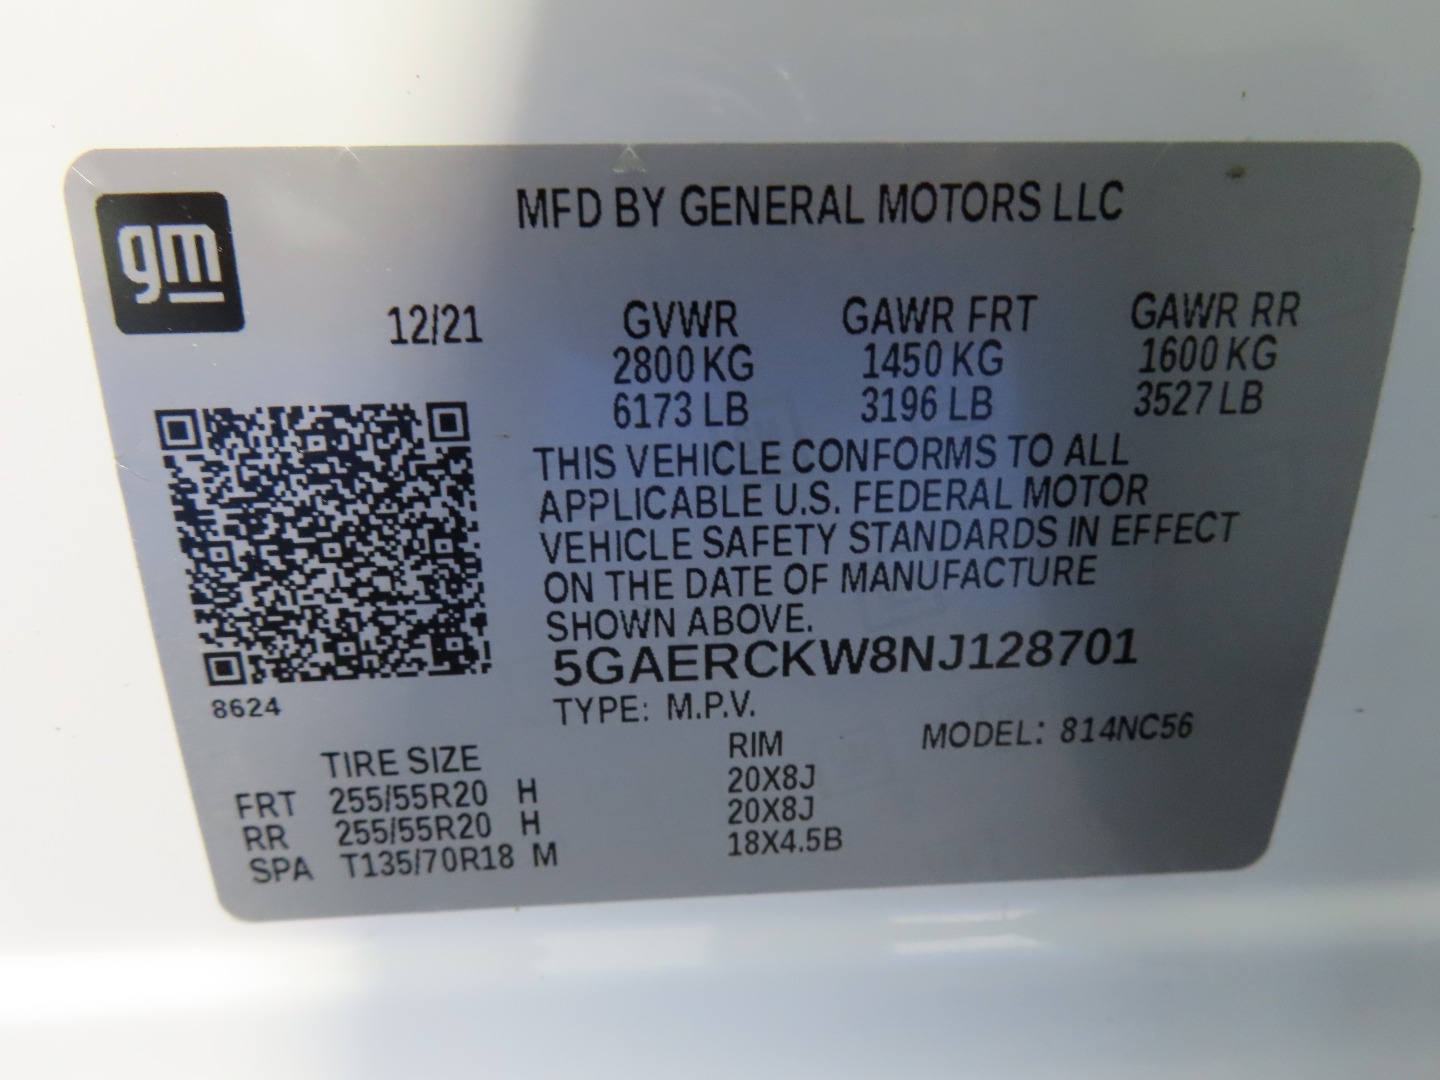 MFD BY GENERAL MOTORS LLC
gm
12/21 GVWR GAWR FRT GAWR RR
2800 KG 1450 KG 1600 KG
6173 LB 3196 LB 3527 LB
THIS VEHICLE CONFORMS TO ALL
APPLICABLE U.S. FEDERAL MOTOR
VEHICLE SAFETY STANDARDS IN EFFECT
ON THE DATE OF MANUFACTURE
SHOWN ABOVE.
5GAERCKW8NJ128701
8624
TYPE: M.P.V.
TIRE SIZE RIM MODEL: 814NC56
FRT 255/55R20 H 20X8J
RR 255/55R20 H 20X8J
SPA T135/70R18 M 18X4.5B